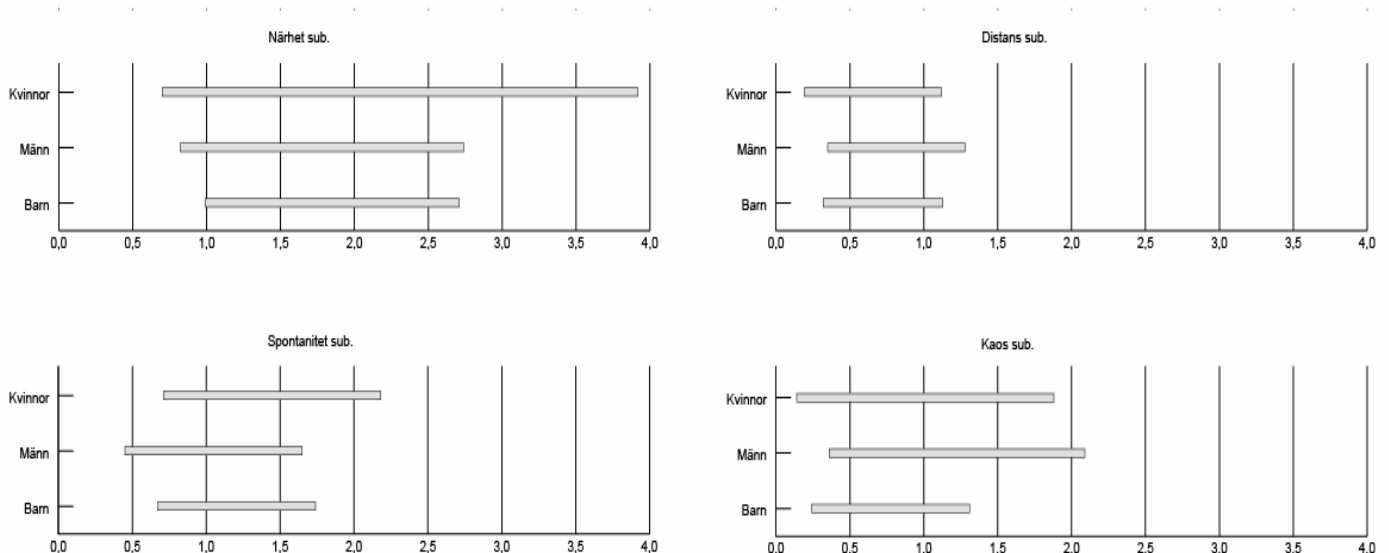 Närhet sub.
Kvinnor
Männ
Barn
0,0 0,5 1,0 1,5 2,0 2,5 3,0 3,5 4,0
Distans sub.
Kvinnor
Männ
Barn
0,0 0,5 1,0 1,5 2,0 2,5 3,0 3,5 4,0
Spontanitet sub.
Kvinnor
Männ
Barn
0,0 0,5 1,0 1,5 2,0 2,5 3,0 3,5 4,0
Kaos sub.
Kvinnor
Männ
Barn
0,0 0,5 1,0 1,5 2,0 2,5 3,0 3,5 4,0